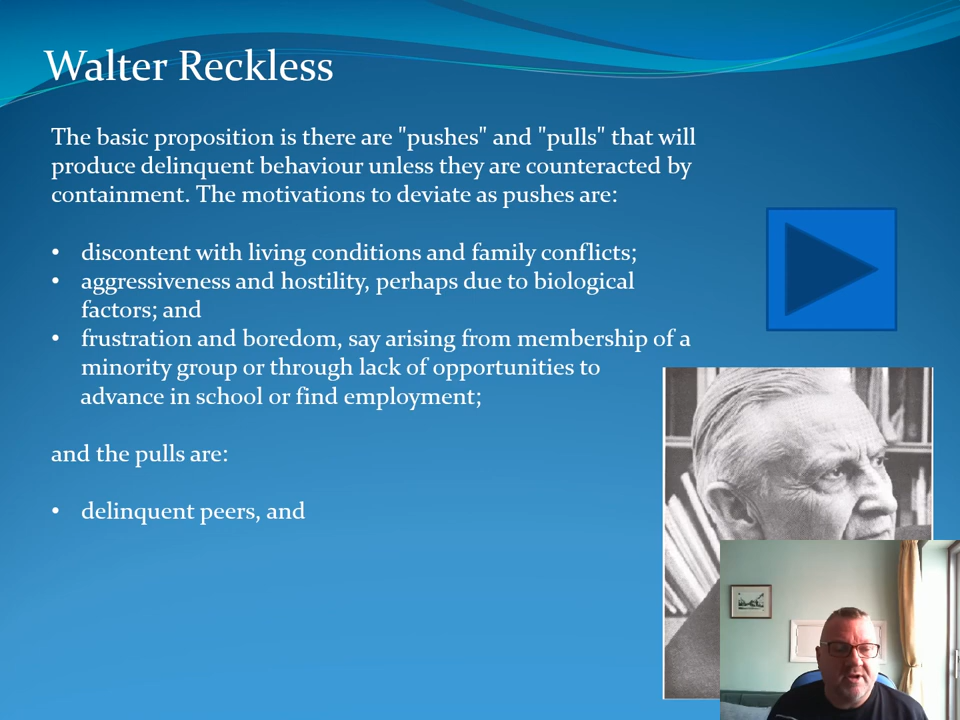 Walter Reckless
The basic proposition is there are "pushes" and "pulls" that will
produce delinquent behaviour unless they are counteracted by
containment. The motivations to deviate as pushes are:
• discontent with living conditions and family conflicts;
• aggressiveness and hostility, perhaps due to biological
factors; and
• frustration and boredom, say arising from membership of a
minority group or through lack of opportunities to
advance in school or find employment;
and the pulls are:
• delinquent peers, and